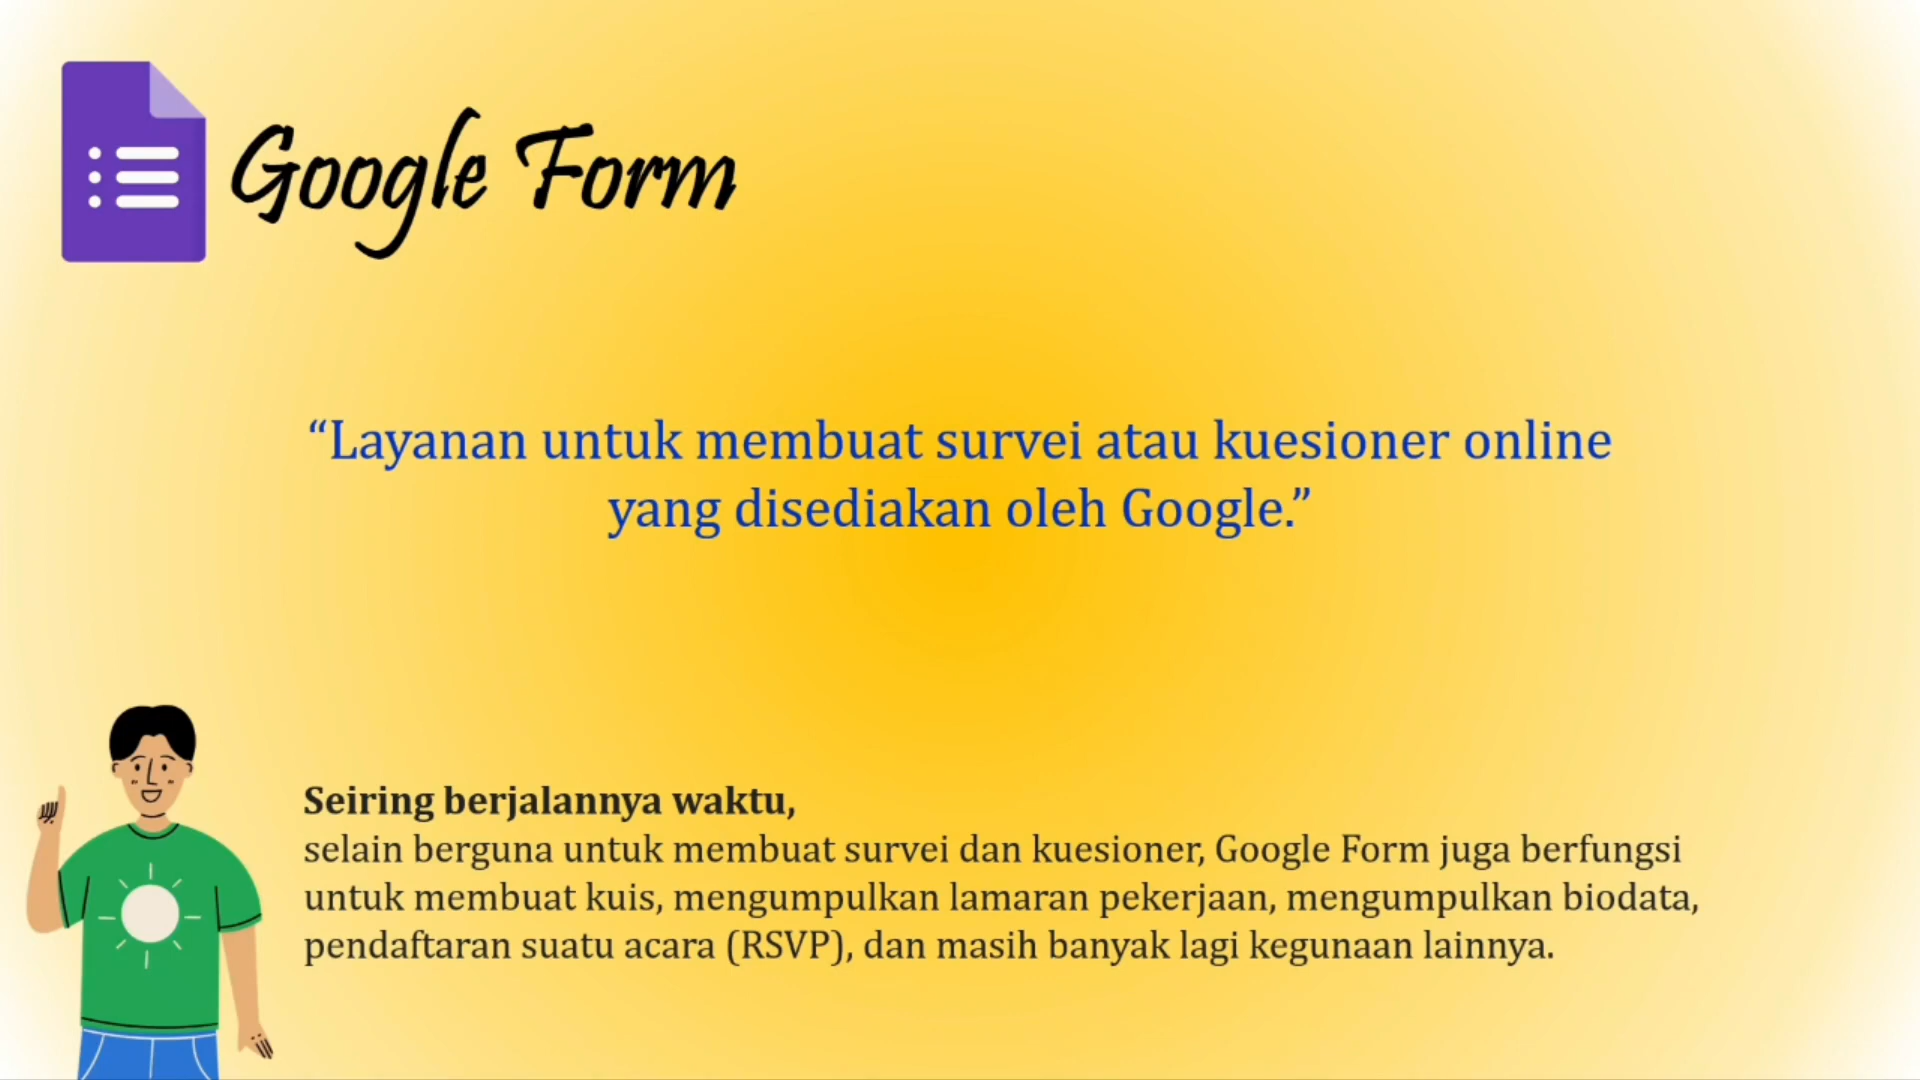 Google Form
“Layanan untuk membuat survei atau kuesioner online
yang disediakan oleh Google.”
Seiring berjalannya waktu,
selain berguna untuk membuat survei dan kuesioner, Google Form juga berfungsi
untuk membuat kuis, mengumpulkan lamaran pekerjaan, mengumpulkan biodata,
pendaftaran suatu acara (RSVP), dan masih banyak lagi kegunaan lainnya.